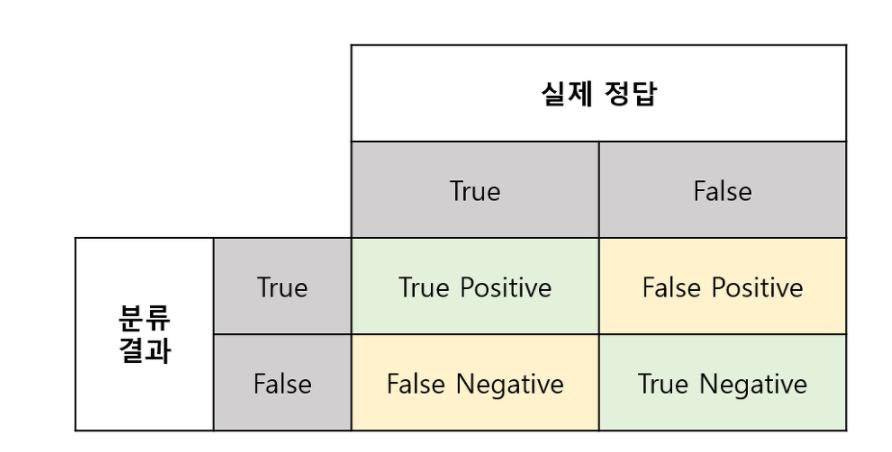 실제 정답
True
False
분류
결과
True
True Positive
False Positive
False
False Negative
True Negative